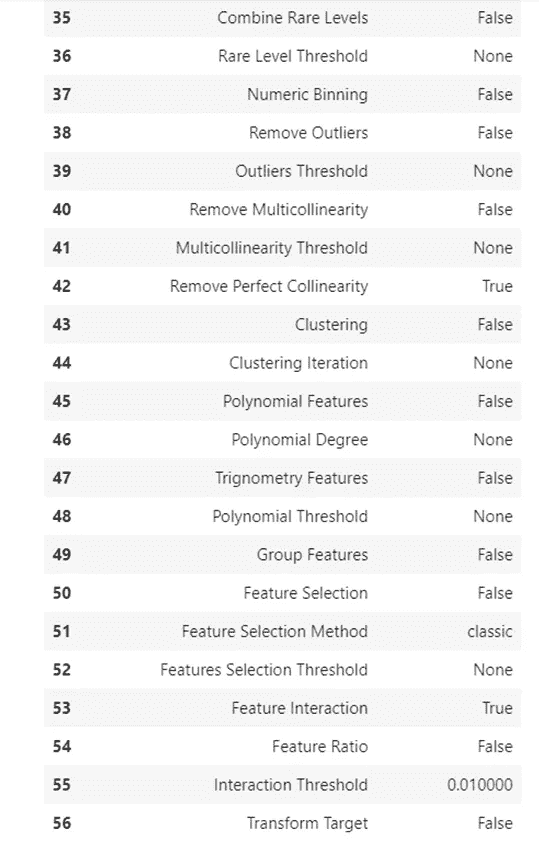 35 Combine Rare Levels False
36 Rare Level Threshold None
37 Numeric Binning False
38 Remove Outliers False
39 Outliers Threshold None
40 Remove Multicollinearity False
41 Multicollinearity Threshold None
42 Remove Perfect Collinearity True
43 Clustering False
44 Clustering Iteration None
45 Polynomial Features False
46 Polynomial Degree None
47 Trignometry Features False
48 Polynomial Threshold None
49 Group Features False
50 Feature Selection False
51 Feature Selection Method classic
52 Features Selection Threshold None
53 Feature Interaction True
54 Feature Ratio False
55 Interaction Threshold 0.010000
56 Transform Target False